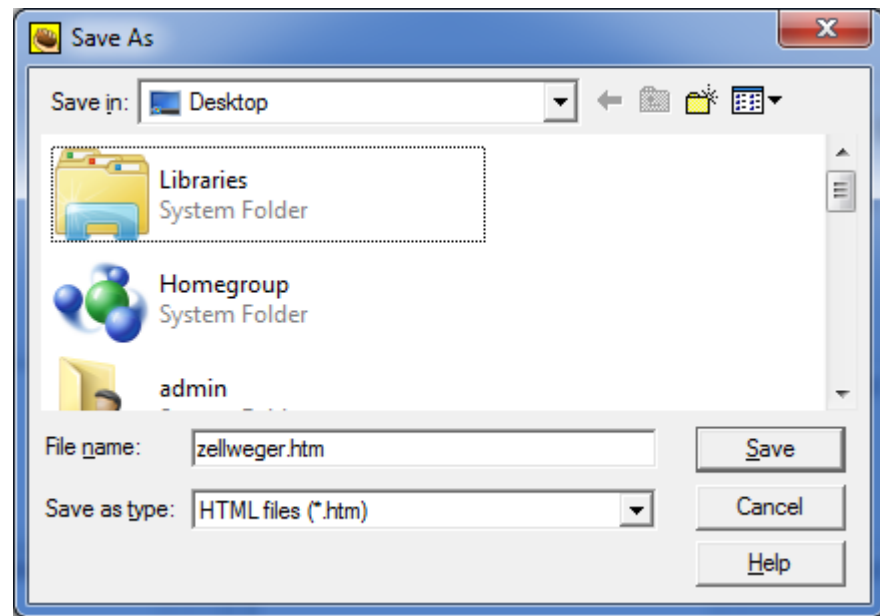 Save As
Save in: Desktop
Libraries
System Folder
Homegroup
System Folder
admin
File name: zellweger.htm Save
Save as type: HTML files (*.htm) Cancel
Help